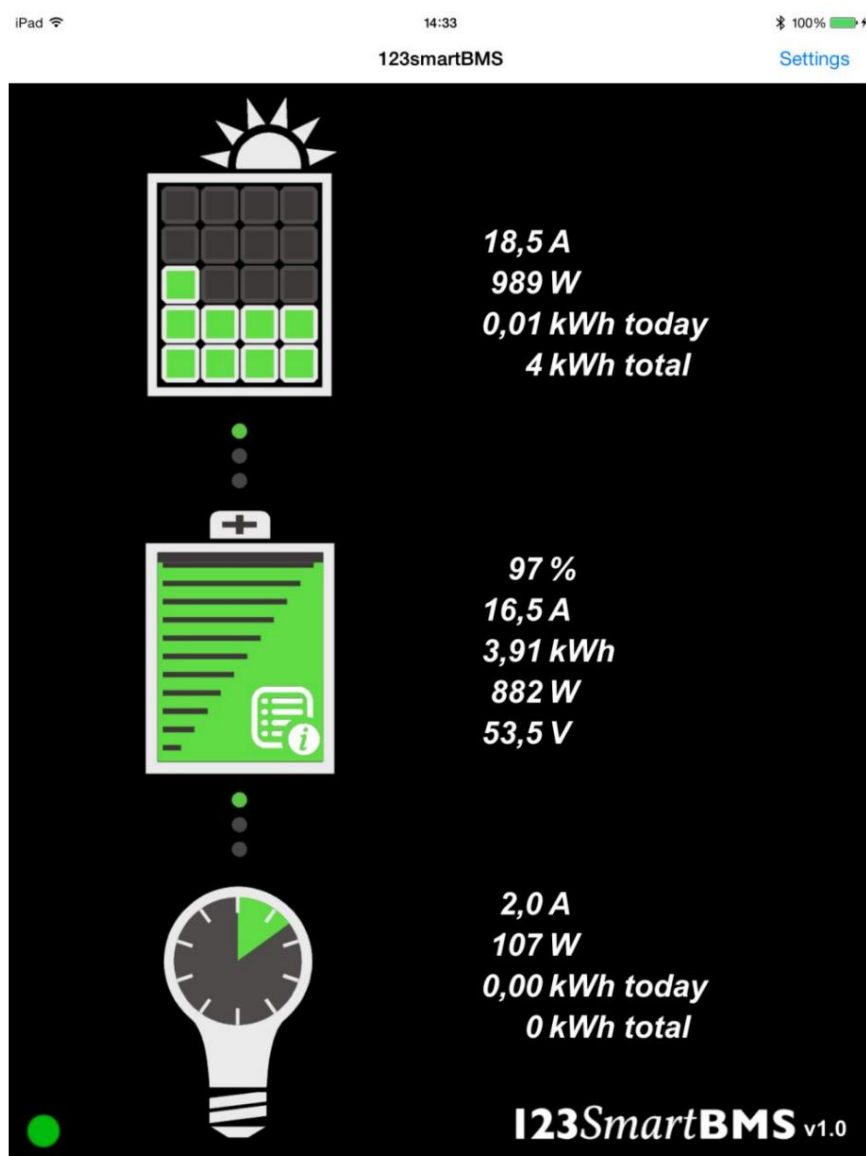 iPad 14:33 100%
123smartBMS Settings
18,5 A
989 W
0,01 kWh today
4 kWh total
97 %
16,5 A
3,91 kWh
882 W
53,5 V
2,0 A
107 W
0,00 kWh today
0 kWh total
123SmartBMS v1.0